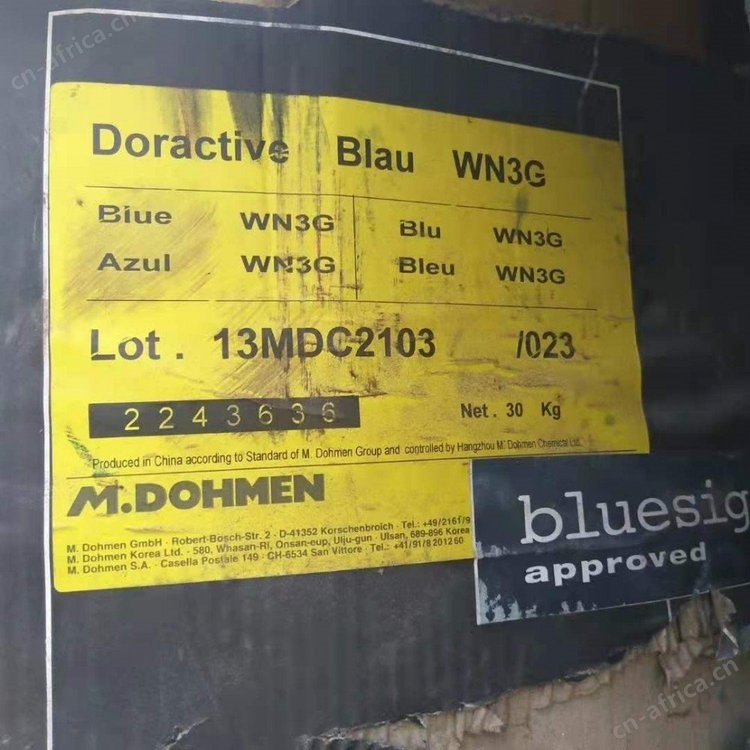 cn-africa.cn
Doractive Blau WN3G
Blue WN3G Blu WN3G
Azul WN3G Bleu WN3G
Lot. 13MDC2103 /023
2243636 Net. 30 Kg
Produced in China according to Standard of M. Dohmen Group and controlled by Hangzhou M. Dohmen Chemical Ltd.
M.DOHMEN
M. Dohmen GmbH · Robert-Bosch-Str. 2 · D-41352 Korschenbroich · Tel.: +49/2161/9
M. Dohmen Korea Ltd. · 580, Whasan-Ri, Onsan-eup, Ulju-gun · Ulsan, 689-896 Korea
M. Dohmen S.A. · Casella Postale 149 · CH-6534 San Vittore · Tel.: +41/91/8 201260
bluesig
approved
cn-africa.cn